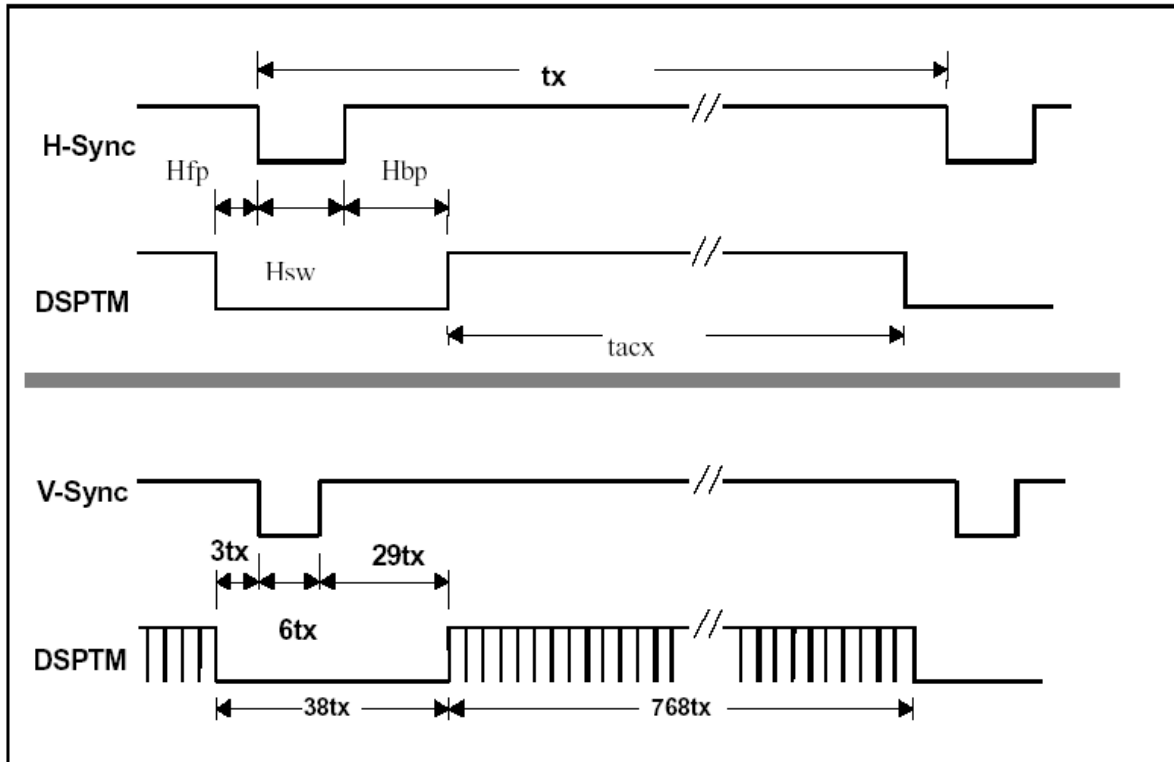 tx
H-Sync
Hfp
Hbp
Hsw
DSPTM
tacx
V-Sync
3tx
29tx
6tx
DSPTM
38tx
768tx